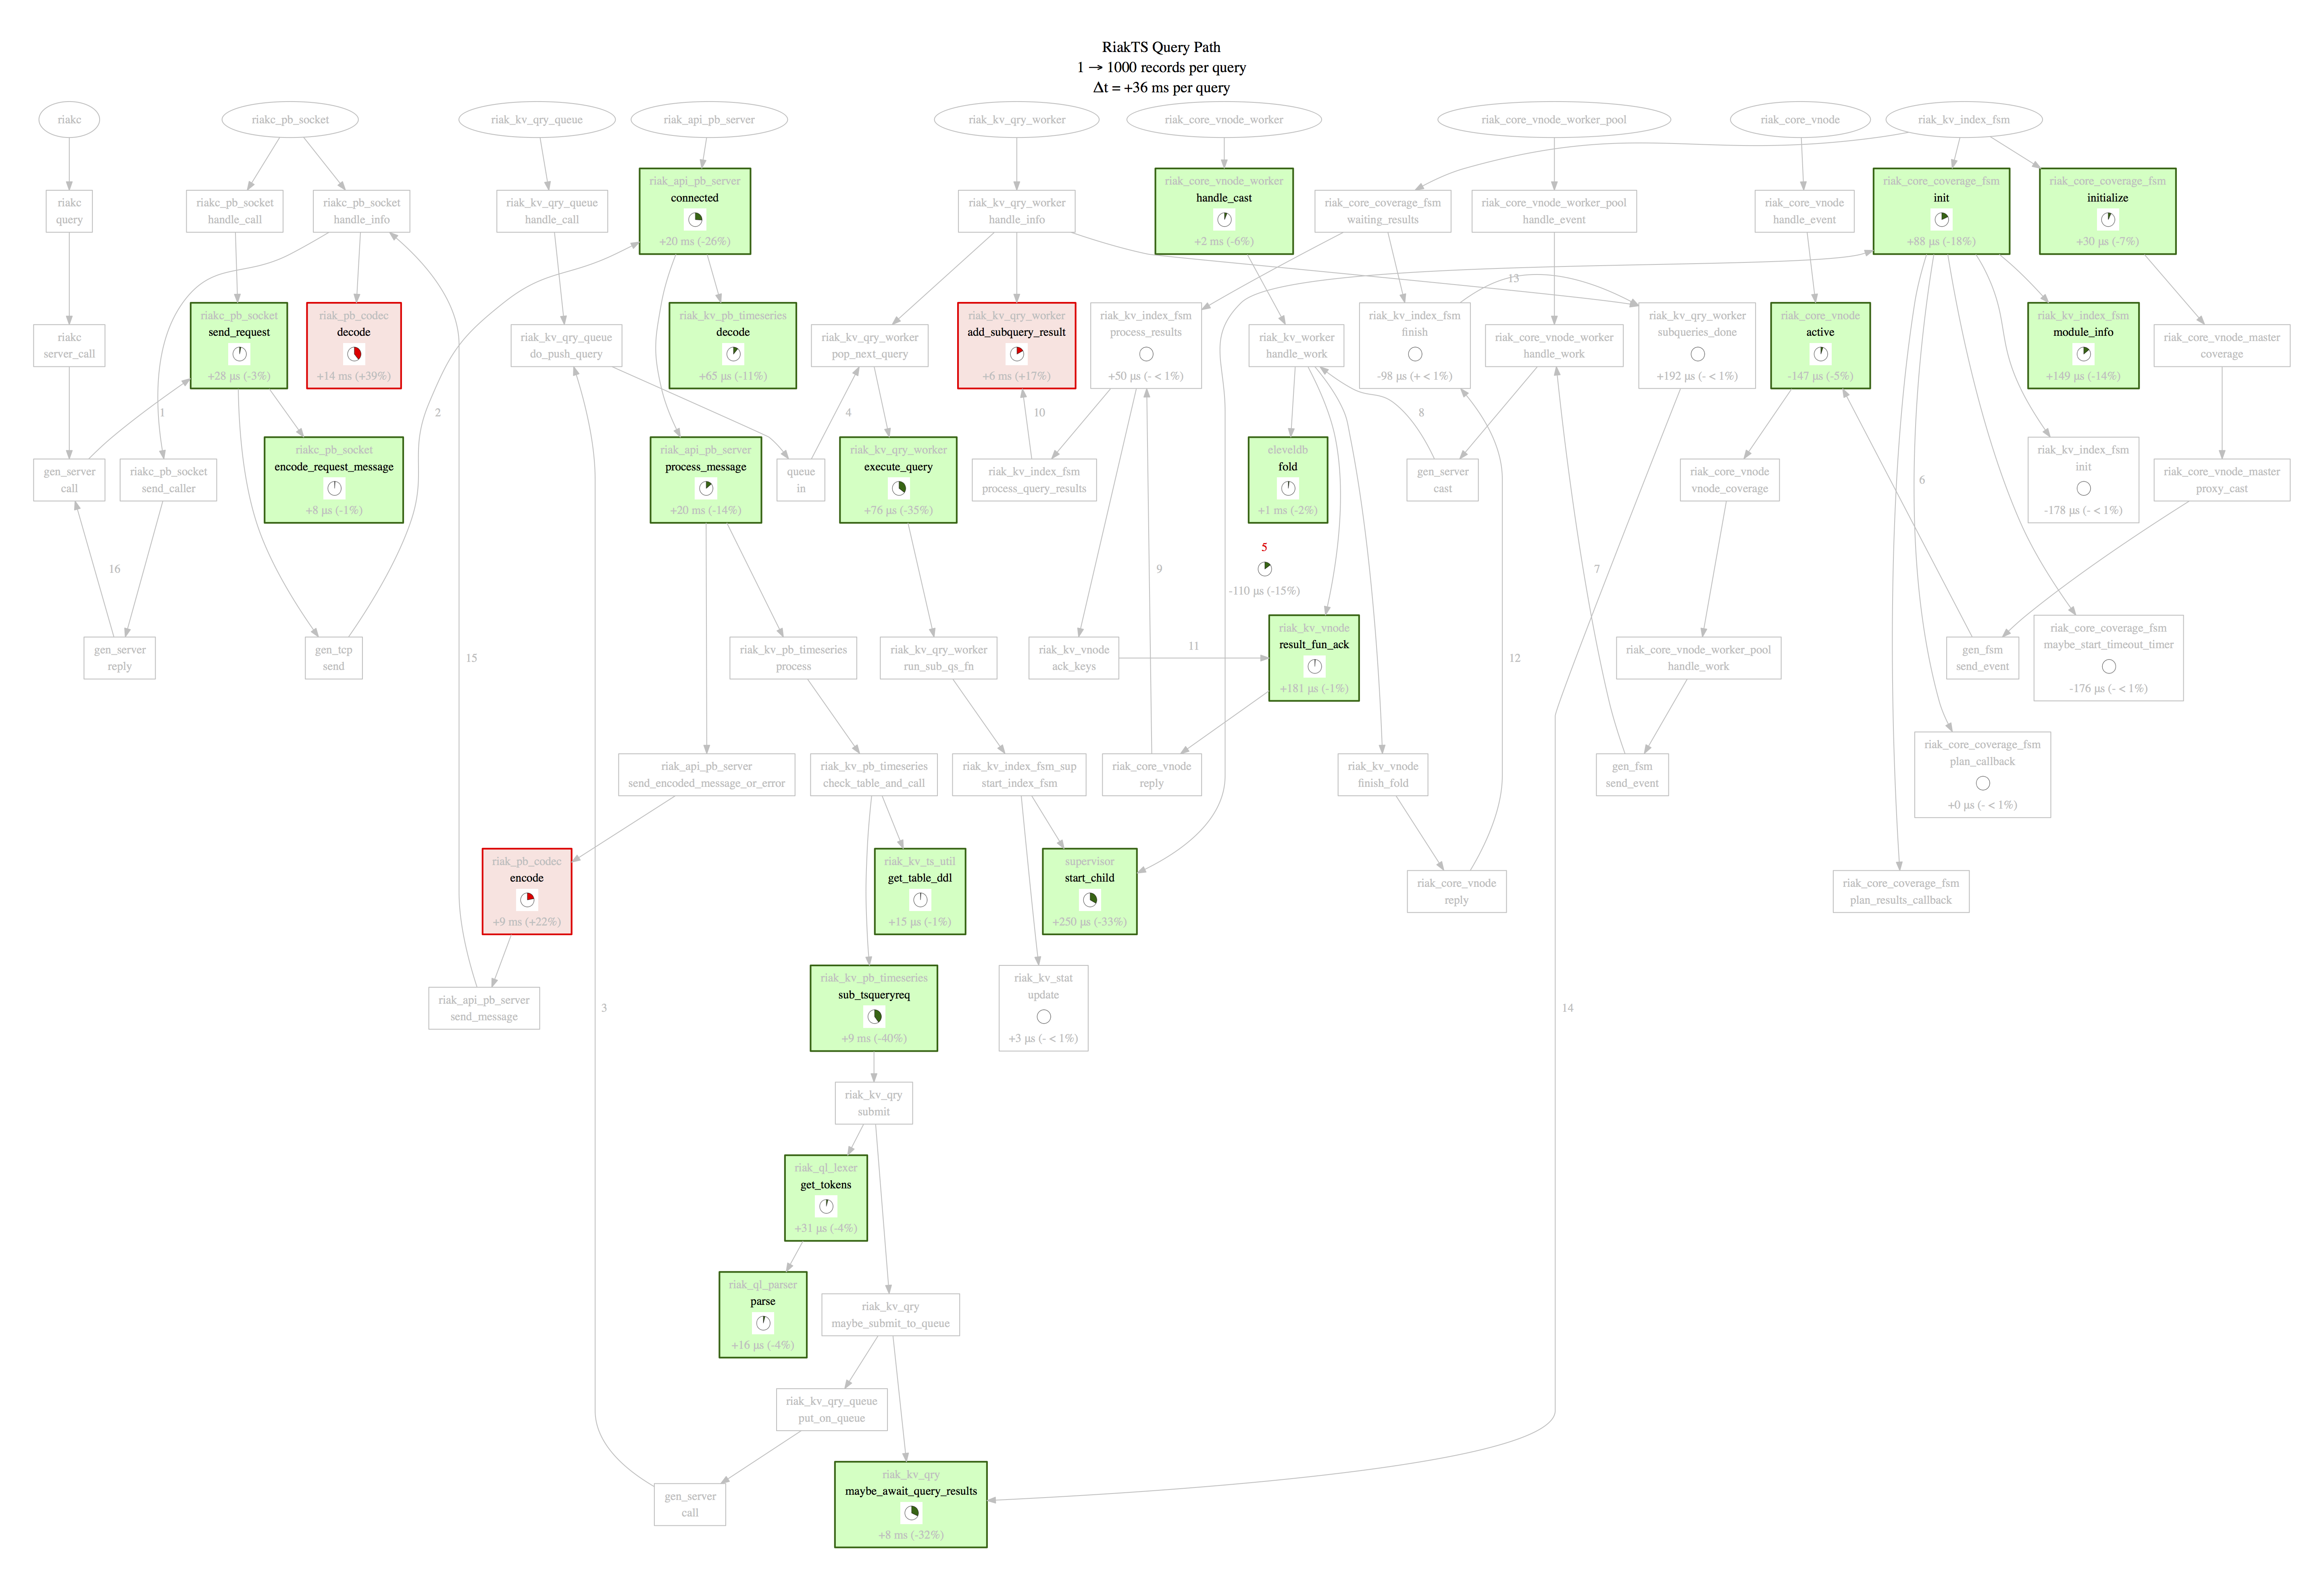 RiakTS Query Path
1 → 1000 records per query
Δt = +36 ms per query
riakc
riakc_pb_socket
riak_kv_qry_queue
riak_api_pb_server
riak_kv_qry_worker
riak_core_vnode_worker
riak_core_vnode_worker_pool
riak_core_vnode
riak_kv_index_fsm
riakc
query
riakc_pb_socket
handle_call
riakc_pb_socket
handle_info
riak_kv_qry_queue
handle_call
riak_api_pb_server
connected
+20 ms (-26%)
riak_kv_qry_worker
handle_info
riak_core_vnode_worker
handle_cast
+2 ms (-6%)
riak_core_coverage_fsm
waiting_results
riak_core_vnode_worker_pool
handle_event
riak_core_vnode
handle_event
riak_core_coverage_fsm
init
+88 µs (-18%)
riak_core_coverage_fsm
initialize
+30 µs (-7%)
13
riakc
server_call
riakc_pb_socket
send_request
+28 µs (-3%)
riak_pb_codec
decode
+14 ms (+39%)
riak_kv_qry_queue
do_push_query
riak_kv_pb_timeseries
decode
+65 µs (-11%)
riak_kv_qry_worker
pop_next_query
riak_kv_qry_worker
add_subquery_result
+6 ms (+17%)
riak_kv_index_fsm
process_results
+50 µs (- < 1%)
riak_kv_worker
handle_work
riak_kv_index_fsm
finish
-98 µs (+ < 1%)
riak_core_vnode_worker
handle_work
riak_kv_qry_worker
subqueries_done
+192 µs (- < 1%)
riak_core_vnode
active
-147 µs (-5%)
riak_kv_index_fsm
module_info
+149 µs (-14%)
riak_core_vnode_master
coverage
1
2
4
10
8
gen_server
call
riakc_pb_socket
send_caller
riakc_pb_socket
encode_request_message
+8 µs (-1%)
riak_api_pb_server
process_message
+20 ms (-14%)
queue
in
riak_kv_qry_worker
execute_query
+76 µs (-35%)
riak_kv_index_fsm
process_query_results
eleveldb
fold
+1 ms (-2%)
gen_server
cast
riak_core_vnode
vnode_coverage
6
riak_kv_index_fsm
init
-178 µs (- < 1%)
riak_core_vnode_master
proxy_cast
16
9
5
-110 µs (-15%)
7
gen_server
reply
gen_tcp
send
15
riak_kv_pb_timeseries
process
riak_kv_qry_worker
run_sub_qs_fn
riak_kv_vnode
ack_keys
11
riak_kv_vnode
result_fun_ack
+181 µs (-1%)
12
riak_core_vnode_worker_pool
handle_work
gen_fsm
send_event
riak_core_coverage_fsm
maybe_start_timeout_timer
-176 µs (- < 1%)
riak_api_pb_server
send_encoded_message_or_error
riak_kv_pb_timeseries
check_table_and_call
riak_kv_index_fsm_sup
start_index_fsm
riak_core_vnode
reply
riak_kv_vnode
finish_fold
gen_fsm
send_event
riak_core_coverage_fsm
plan_callback
+0 µs (- < 1%)
riak_pb_codec
encode
+9 ms (+22%)
riak_kv_ts_util
get_table_ddl
+15 µs (-1%)
supervisor
start_child
+250 µs (-33%)
riak_core_vnode
reply
riak_core_coverage_fsm
plan_results_callback
riak_api_pb_server
send_message
3
riak_kv_pb_timeseries
sub_tsqueryreq
+9 ms (-40%)
riak_kv_stat
update
+3 µs (- < 1%)
14
riak_kv_qry
submit
riak_ql_lexer
get_tokens
+31 µs (-4%)
riak_ql_parser
parse
+16 µs (-4%)
riak_kv_qry
maybe_submit_to_queue
riak_kv_qry_queue
put_on_queue
gen_server
call
riak_kv_qry
maybe_await_query_results
+8 ms (-32%)